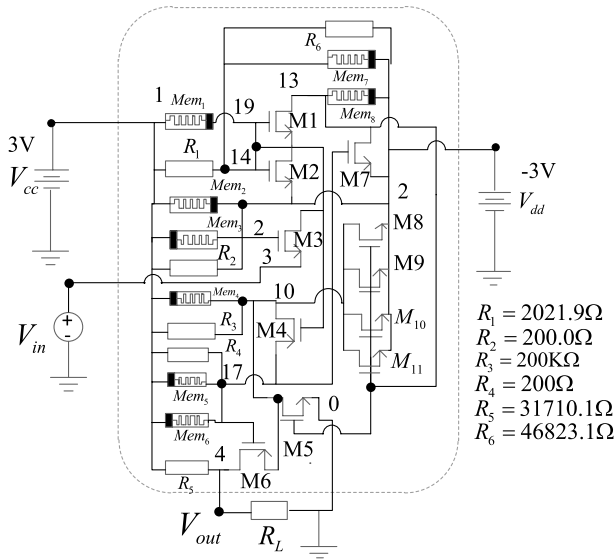 R6
Mem7
13
Mem8
1
Mem1
19
M1
3V
R1
14
M2
M7
-3V
Vcc
Mem2
2
Vdd
Mem3
2
M3
M8
R2
3
M9
Mem4
10
Vin
R3
M4
M10
R4
M11
17
Mem5
0
Mem6
M5
4
M6
R5
Vout
RL
R1 = 2021.9Ω
R2 = 200.0Ω
R3 = 200KΩ
R4 = 200Ω
R5 = 31710.1Ω
R6 = 46823.1Ω